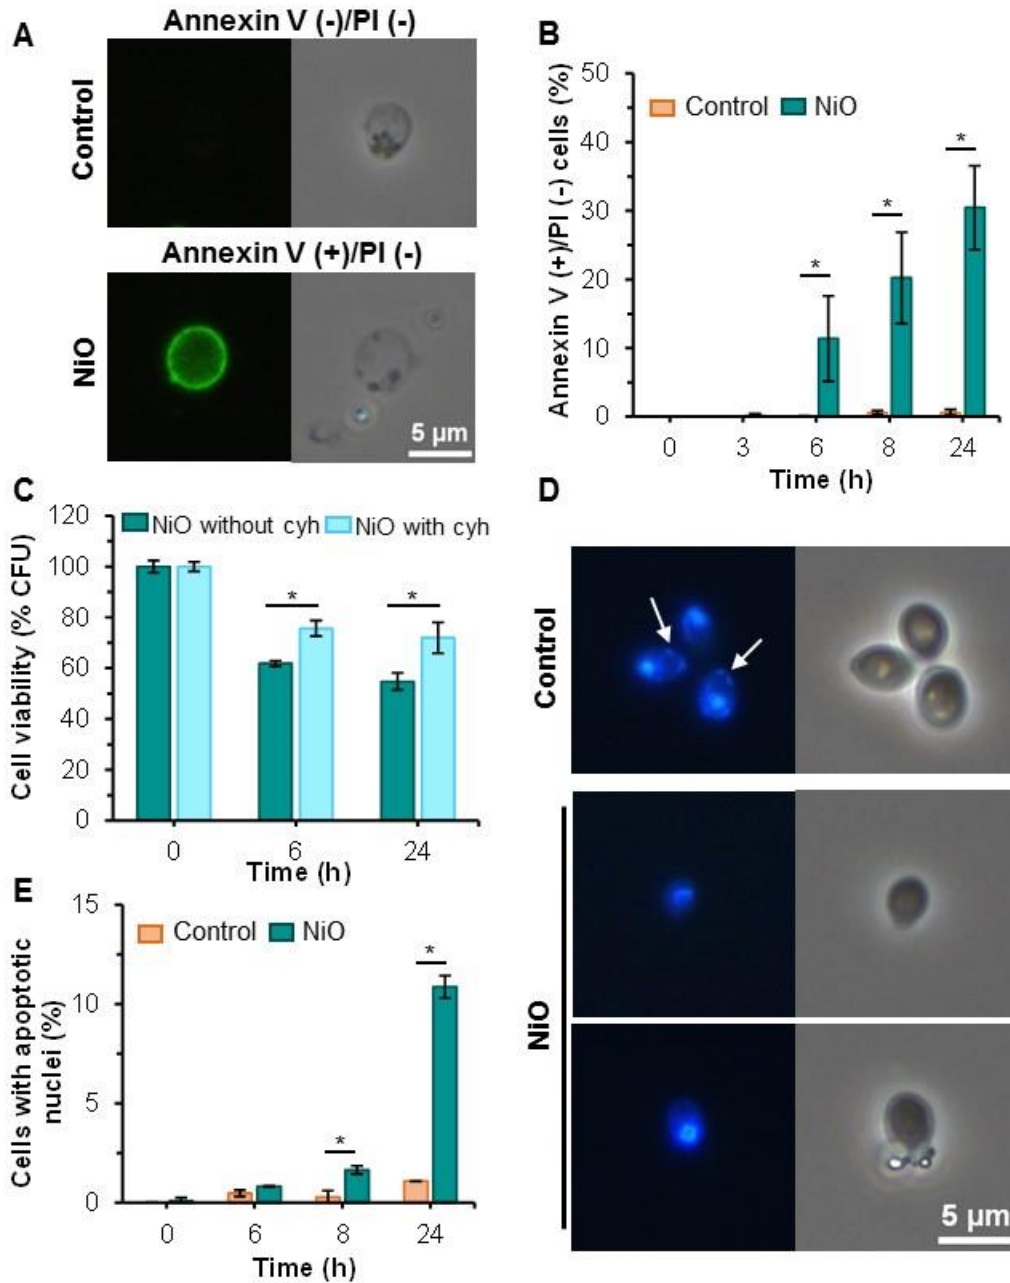 A
Annexin V (-)/PI (-)
Control
Annexin V (+)/PI (-)
NiO
5 µm
B
Annexin V (+)/PI (-) cells (%)
50
40
30
20
10
0
Control
NiO
*
*
*
0
3
6
8
24
Time (h)
C
Cell viability (% CFU)
120
100
80
60
40
20
0
NiO without cyh
NiO with cyh
*
*
0
6
24
Time (h)
D
Control
NiO
5 µm
E
Cells with apoptotic
nuclei (%)
15
10
5
0
Control
NiO
*
*
0
6
8
24
Time (h)